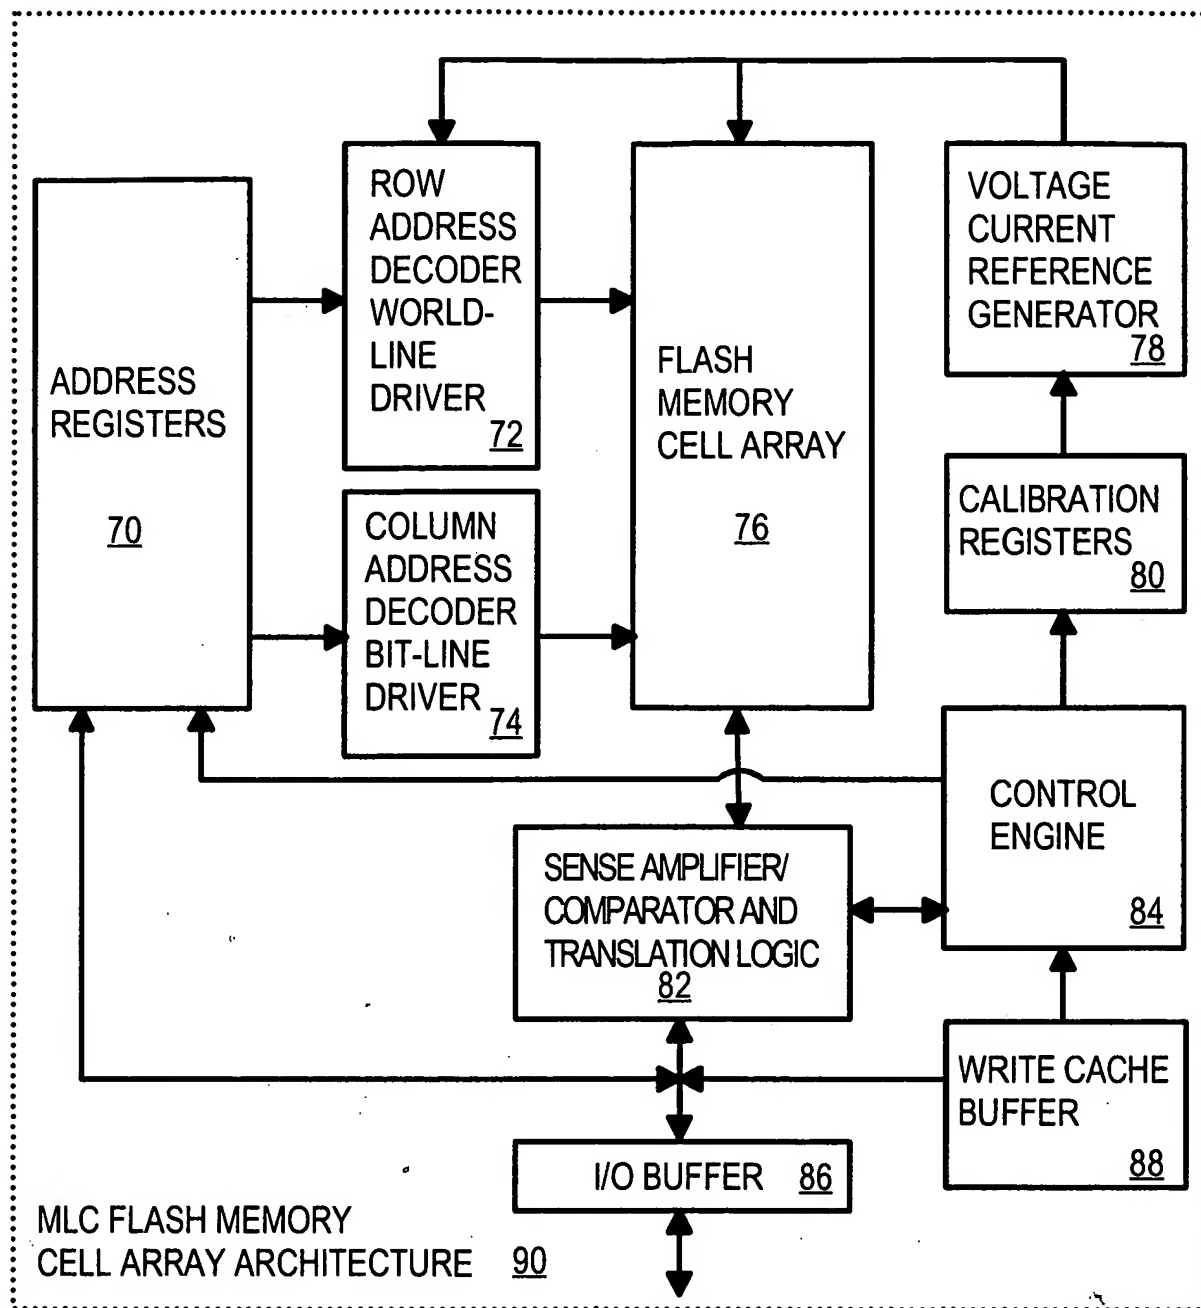 ROW
ADDRESS
DECODER
WORLD-
LINE
DRIVER
72
VOLTAGE
CURRENT
REFERENCE
GENERATOR
78
ADDRESS
REGISTERS
70
FLASH
MEMORY
CELL ARRAY
76
CALIBRATION
REGISTERS
80
COLUMN
ADDRESS
DECODER
BIT-LINE
DRIVER
74
CONTROL
ENGINE
84
SENSE AMPLIFIER/
COMPARATOR AND
TRANSLATION LOGIC
82
WRITE CACHE
BUFFER
88
I/O BUFFER 86
MLC FLASH MEMORY
CELL ARRAY ARCHITECTURE 90